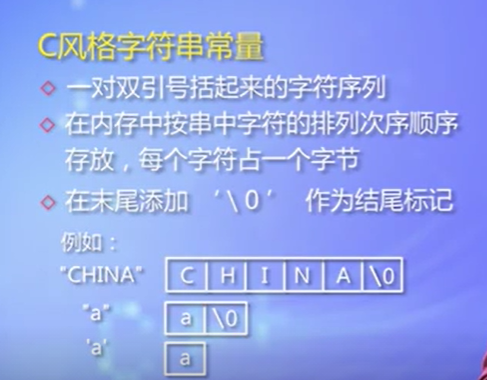 C风格字符串常量
一对双引号括起来的字符序列
在内存中按串中字符的排列次序顺序
存放，每个字符占一个字节
在末尾添加 ‘\0’ 作为结尾标记
例如：
"CHINA" C H I N A \0
"a" a \0
'a' a